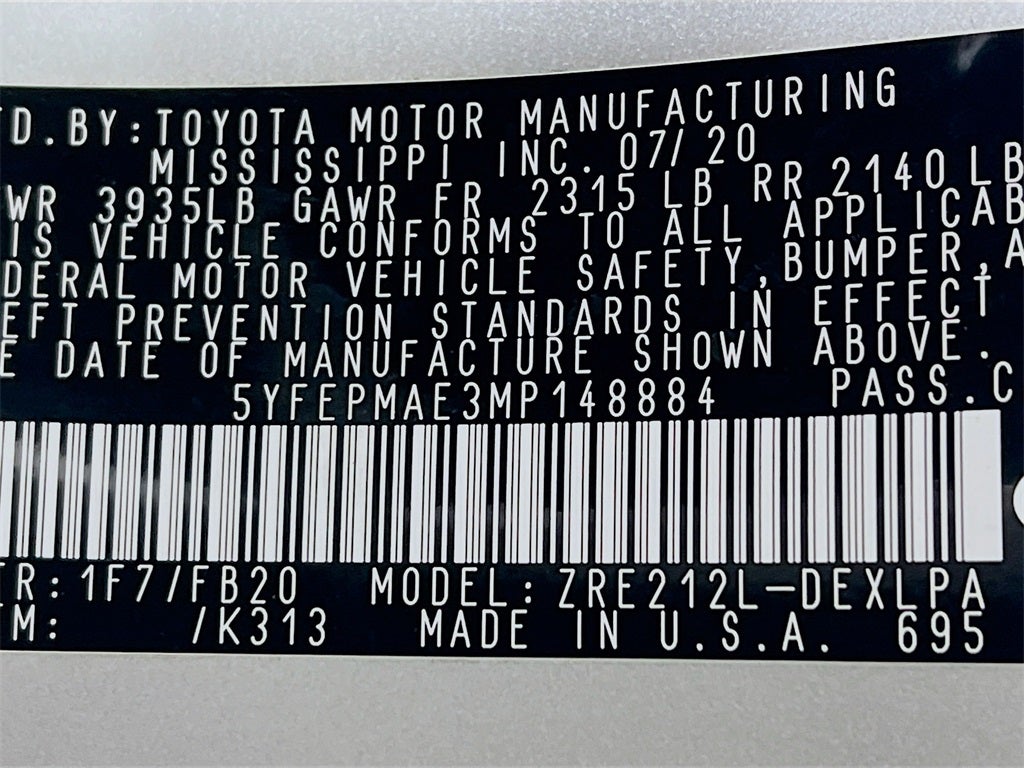 D.BY:TOYOTA MOTOR MANUFACTURING
MISSISSIPPI INC. 07/20
WR 3935LB GAWR FR 2315 LB RR 2140 LB
IS VEHICLE CONFORMS TO ALL APPLICAB
DERAL MOTOR VEHICLE SAFETY,BUMPER,A
EFT PREVENTION STANDARDS IN EFFECT
E DATE OF MANUFACTURE SHOWN ABOVE.
5YFEPMAE3MP148884 PASS.C
R:1F7/FB20 MODEL:ZRE212L-DEXLPA
M: /K313 MADE IN U.S.A. 695